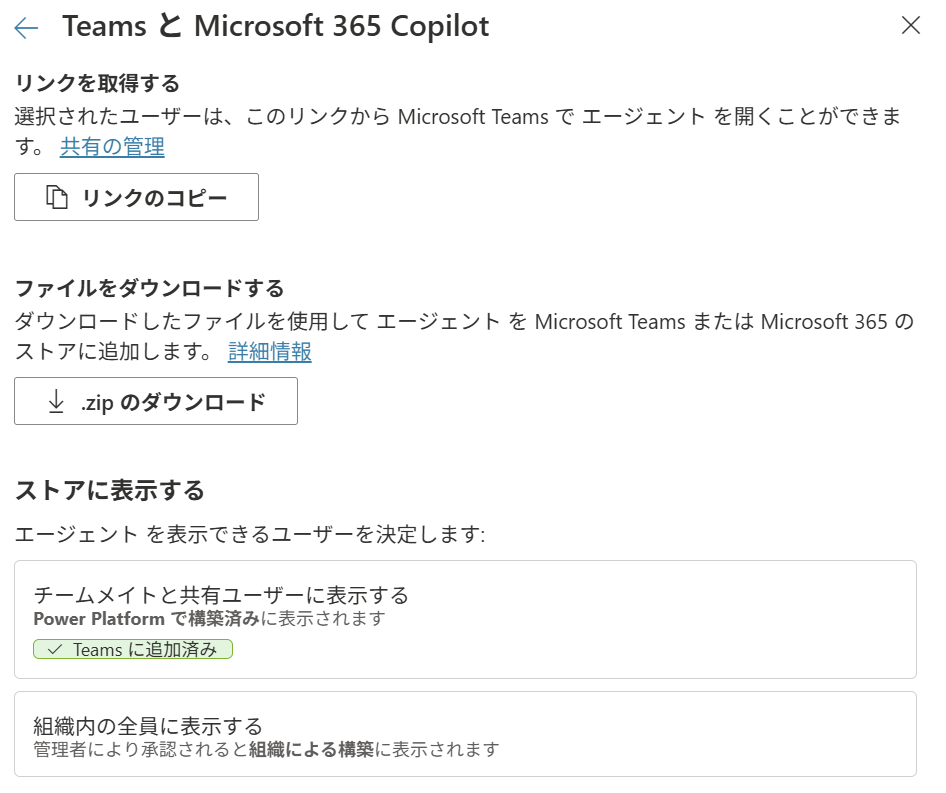 Teams と Microsoft 365 Copilot
リンクを取得する
選択されたユーザーは、このリンクから Microsoft Teams で エージェント を開くことができま
す。 共有の管理
リンクのコピー
ファイルをダウンロードする
ダウンロードしたファイルを使用して エージェント を Microsoft Teams または Microsoft 365 の
ストアに追加します。 詳細情報
.zip のダウンロード
ストアに表示する
エージェント を表示できるユーザーを決定します:
チームメイトと共有ユーザーに表示する
Power Platform で構築済みに表示されます
Teams に追加済み
組織内の全員に表示する
管理者により承認されると組織による構築に表示されます